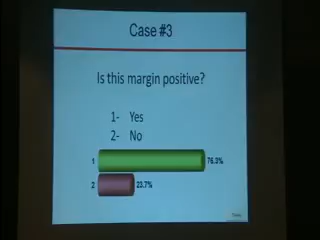 Case #3
Is this margin positive?
1- Yes
2- No
1 76.3%
2 23.7%